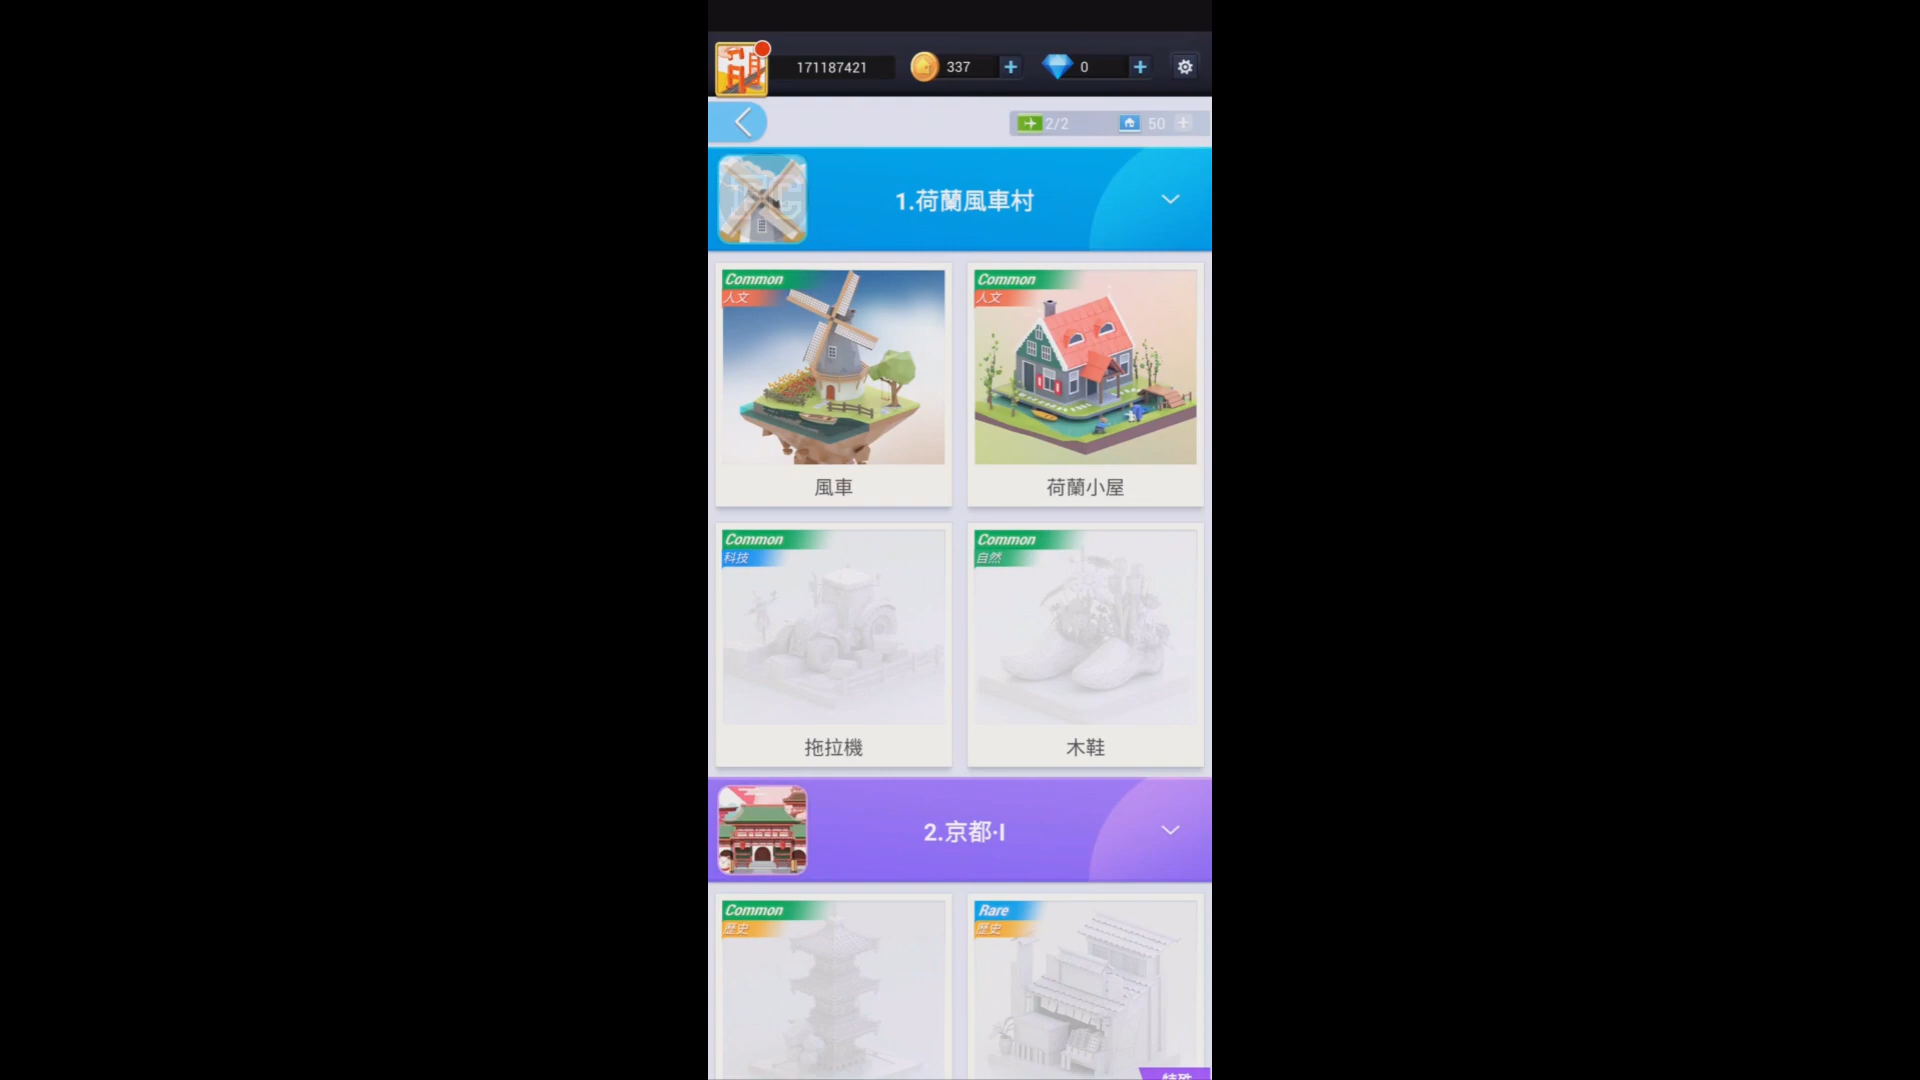 171187421
337
0
2/2
50
1.荷蘭風車村
Common
人文
風車
Common
人文
荷蘭小屋
Common
科技
拖拉機
Common
自然
木鞋
2.京都·I
Common
歷史
Rare
歷史
特殊